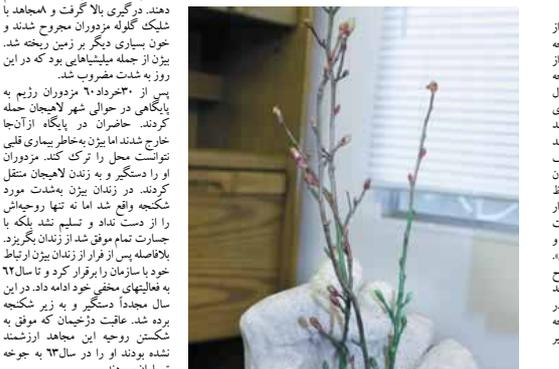 دهند. درگیری بالا گرفت و ۸مجاهد با
شلیک گلوله مزدوران مجروح شدند و
خون بسیاری دیگر بر زمین ریخته شد.
بیژن از جمله میلیشیاهایی بود که در این
روز به شدت مضروب شد.
پس از ۳۰خرداد۶۰ مزدوران رژیم به
پایگاهی در حوالی شهر لاهیجان حمله
کردند. حاضران در پایگاه ازآن‌جا
خارج شدند اما بیژن به‌خاطر بیماری قلبی
نتوانست محل را ترک کند. مزدوران
او را دستگیر و به زندن لاهیجان منتقل
کردند. در زندان بیژن به‌شدت مورد
شکنجه واقع شد اما نه تنها روحیه‌اش
را از دست نداد و تسلیم نشد بلکه با
جسارت تمام موفق شد از زندان بگریزد.
بلافاصله پس از فرار از زندان بیژن ارتباط
خود با سازمان را برقرار کرد و تا سال۶۲
به فعالیتهای مخفی خود ادامه داد. در این
سال مجدداً دستگیر و به زیر شکنجه
برده شد. عاقبت دژخیمان که موفق به
شکستن روحیه این مجاهد ارزشمند
نشده بودند او را در سال۶۳ به جوخه